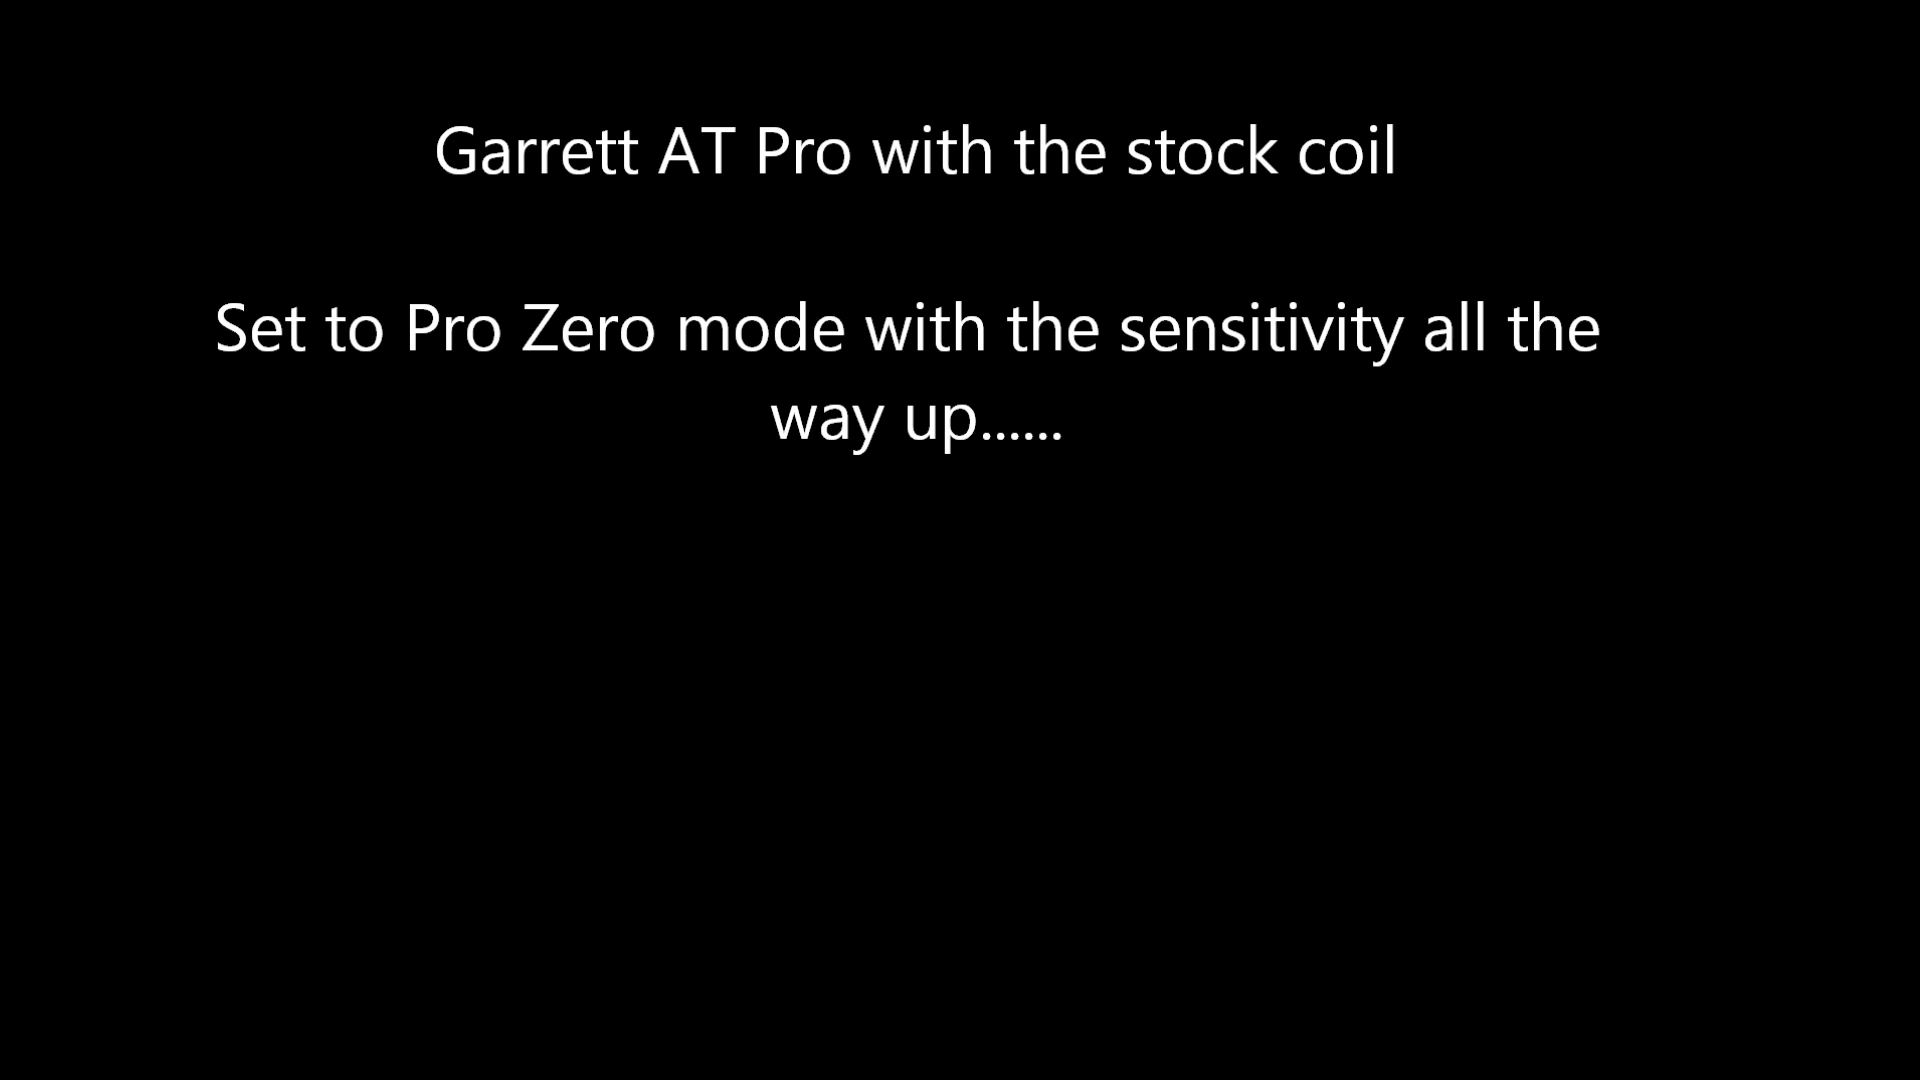 Garrett AT Pro with the stock coil
Set to Pro Zero mode with the sensitivity all the
way up......